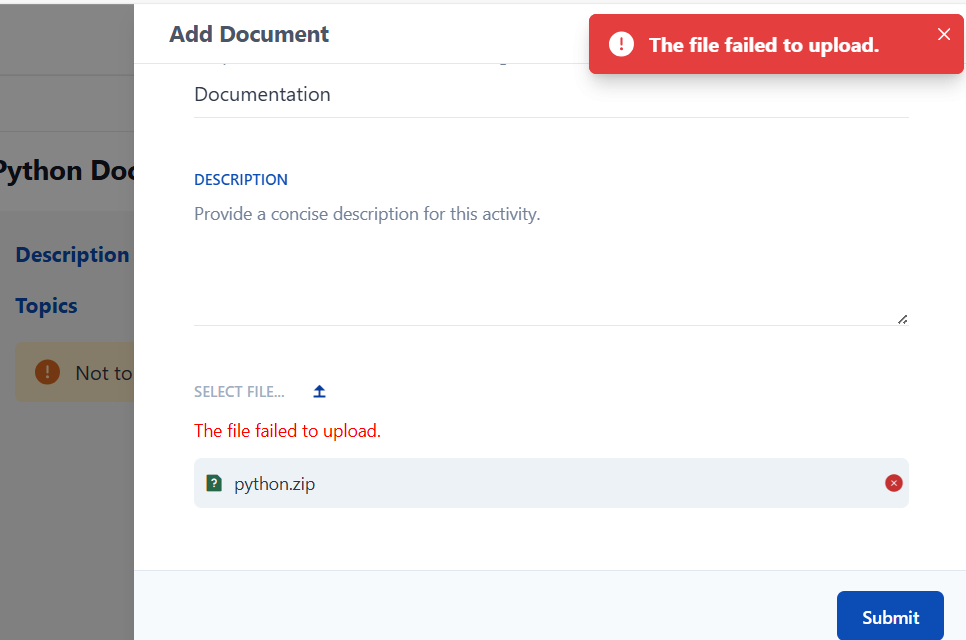 Add Document
The file failed to upload.
Documentation
Python Doc
DESCRIPTION
Provide a concise description for this activity.
Description
Topics
Not to
SELECT FILE...
The file failed to upload.
python.zip
Submit